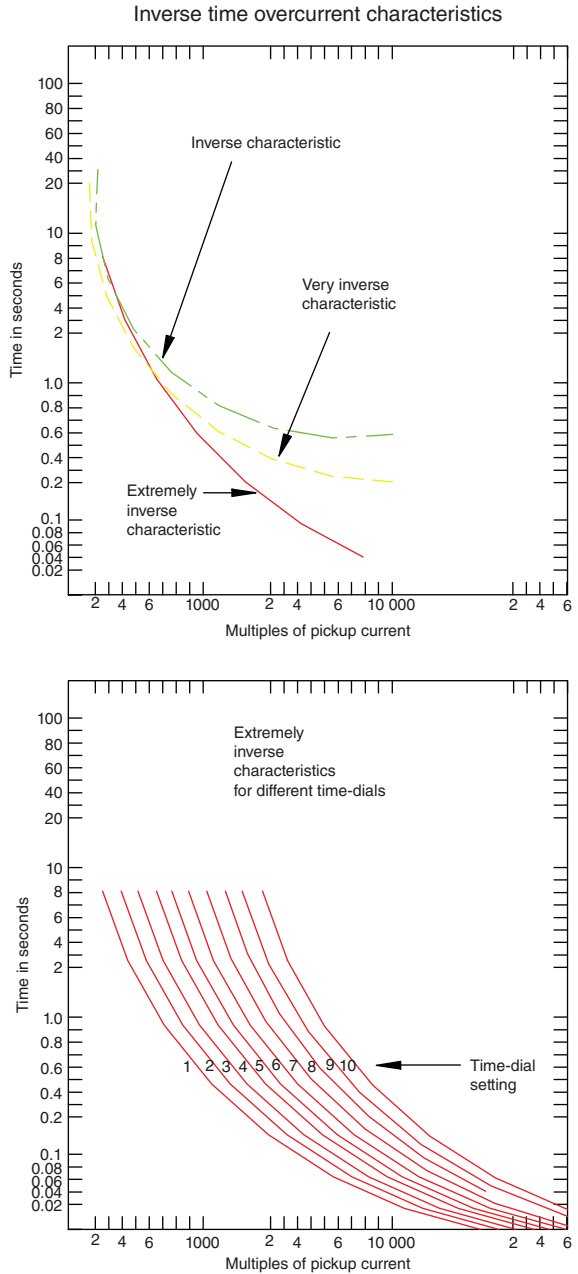 Inverse time overcurrent characteristics
100
80
60
40
20
10
8
6
4
2
1.0
0.8
0.6
0.4
0.2
0.1
0.08
0.06
0.04
0.02
Time in seconds
Inverse characteristic
Very inverse
characteristic
Extremely
inverse
characteristic
2 4 6 1000 2 4 6 10 000 2 4 6
Multiples of pickup current
100
80
60
40
20
10
8
6
4
2
1.0
0.8
0.6
0.4
0.2
0.1
0.08
0.06
0.04
0.02
Time in seconds
Extremely
inverse
characteristics
for different time-dials
1 2 3 4 5 6 7 8 9 10
Time-dial
setting
2 4 6 1000 2 4 6 10 000 2 4 6
Multiples of pickup current